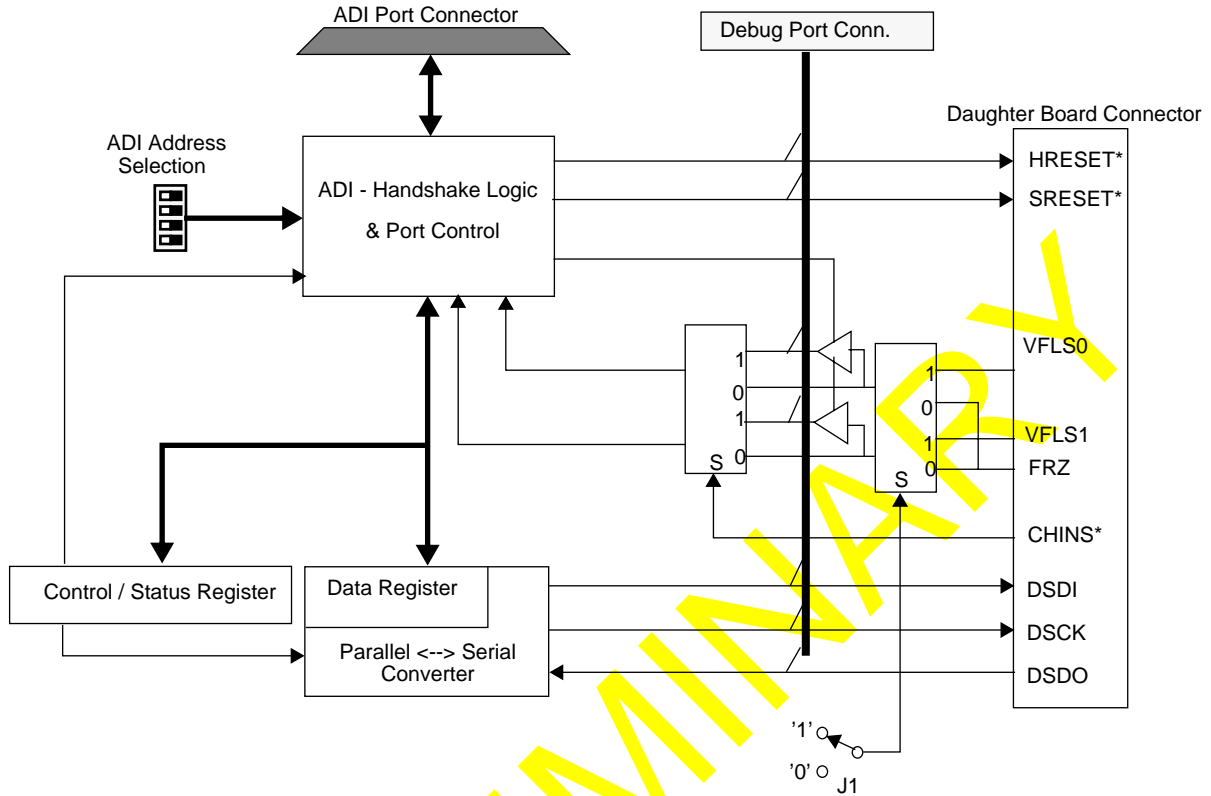 ADI Port Connector
Debug Port Conn.
Daughter Board Connector
ADI Address
Selection
ADI - Handshake Logic
& Port Control
HRESET*
SRESET*
VFLS0
1
0
1
0
S
1
0
1
0
S
VFLS1
FRZ
CHINS*
Control / Status Register
Data Register
Parallel <--> Serial
Converter
DSDI
DSCK
DSDO
'1'
'0'
J1
MINARY